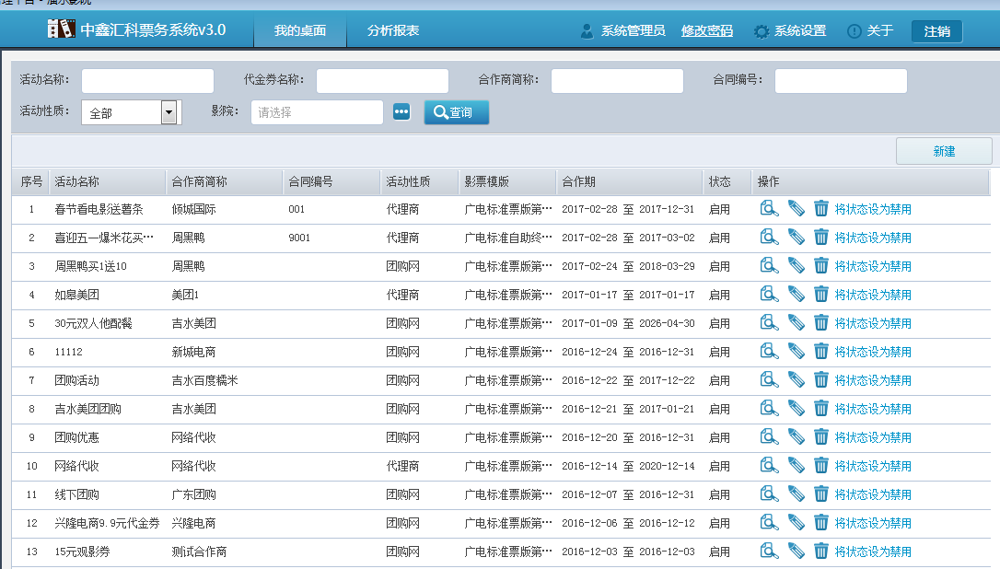 中鑫汇科票务系统v3.0 我的桌面 分析报表 系统管理员 修改密码 系统设置 关于 注销
活动名称： 代金券名称： 合作商简称： 合同编号：
活动性质： 全部 影院： 请选择 查询
新建
序号 活动名称 合作商简称 合同编号 活动性质 影票模版 合作期 状态 操作
1 春节看电影送薯条 倾城国际 001 代理商 广电标准票版第… 2017-02-28 至 2017-12-31 启用 将状态设为禁用
2 喜迎五一爆米花买… 周黑鸭 9001 代理商 广电标准自助终… 2017-02-28 至 2017-03-02 启用 将状态设为禁用
3 周黑鸭买1送10 周黑鸭 团购网 广电标准票版第… 2017-02-24 至 2018-03-29 启用 将状态设为禁用
4 如皋美团 美团1 代理商 广电标准票版第… 2017-01-17 至 2017-01-17 启用 将状态设为禁用
5 30元双人他配餐 吉水美团 团购网 广电标准票版第… 2017-01-09 至 2026-04-30 启用 将状态设为禁用
6 11112 新城电商 团购网 广电标准票版第… 2016-12-24 至 2016-12-31 启用 将状态设为禁用
7 团购活动 吉水百度糯米 团购网 广电标准票版第… 2016-12-22 至 2017-12-22 启用 将状态设为禁用
8 吉水美团团购 吉水美团 团购网 广电标准票版第… 2016-12-21 至 2017-01-21 启用 将状态设为禁用
9 团购优惠 网络代收 团购网 广电标准票版第… 2016-12-20 至 2016-12-31 启用 将状态设为禁用
10 网络代收 网络代收 代理商 广电标准票版第… 2016-12-14 至 2020-12-14 启用 将状态设为禁用
11 线下团购 广东团购 团购网 广电标准票版第… 2016-12-07 至 2016-12-31 启用 将状态设为禁用
12 兴隆电商9.9元代金券 兴隆电商 团购网 广电标准票版第… 2016-12-06 至 2016-12-12 启用 将状态设为禁用
13 15元观影券 测试合作商 团购网 广电标准票版第… 2016-12-03 至 2016-12-03 启用 将状态设为禁用